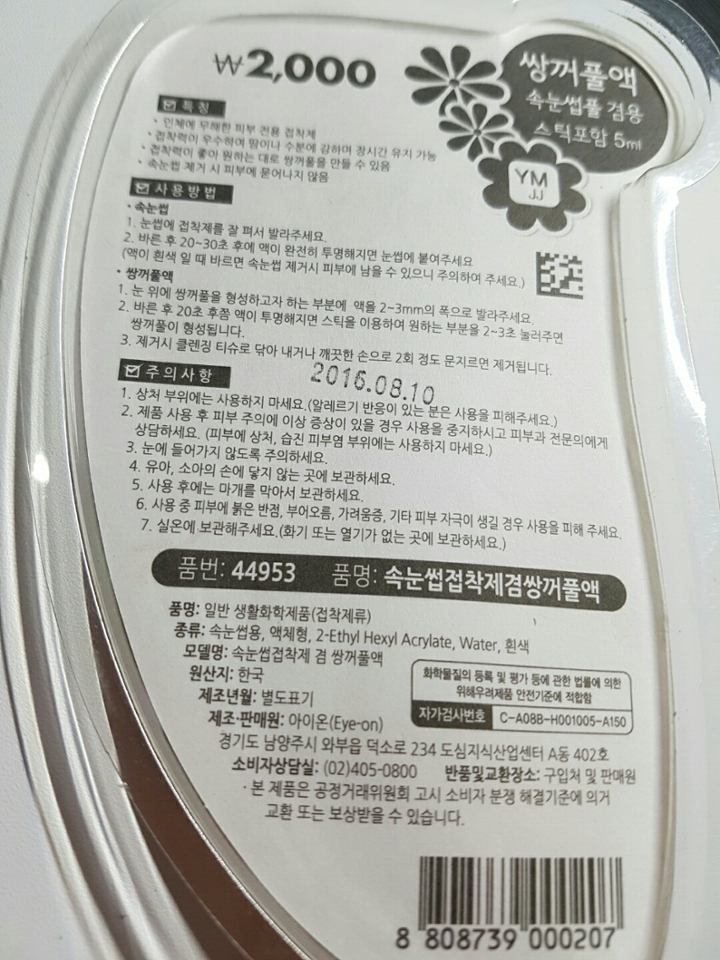 ₩2,000
쌍꺼풀액
속눈썹풀 겸용
스틱포함 5ml
YM
JJ
특징
· 인체에 무해한 피부 전용 접착제
· 접착력이 우수하여 땀이나 수분에 강하며 장시간 유지 가능
· 접착력이 좋아 원하는 대로 쌍꺼풀을 만들 수 있음
· 속눈썹 제거 시 피부에 묻어나지 않음
사용방법
· 속눈썹
1. 눈썹에 접착제를 잘 펴서 발라주세요.
2. 바른 후 20~30초 후에 액이 완전히 투명해지면 눈썹에 붙여주세요
(액이 흰색 일 때 바르면 속눈썹 제거시 피부에 남을 수 있으니 주의하여 주세요.)
· 쌍꺼풀액
1. 눈 위에 쌍꺼풀을 형성하고자 하는 부분에 액을 2~3mm의 폭으로 발라주세요
2. 바른 후 20초 후쯤 액이 투명해지면 스틱을 이용하여 원하는 부분을 2~3초 눌러주면
쌍꺼풀이 형성됩니다.
3. 제거시 클렌징 티슈로 닦아 내거나 깨끗한 손으로 2회 정도 문지르면 제거됩니다.
주의사항
2016.08.10
1. 상처 부위에는 사용하지 마세요.(알레르기 반응이 있는 분은 사용을 피해주세요.)
2. 제품 사용 후 피부 주의에 이상 증상이 있을 경우 사용을 중지하시고 피부과 전문의에게
상담하세요. (피부에 상처, 습진 피부염 부위에는 사용하지 마세요.)
3. 눈에 들어가지 않도록 주의하세요.
4. 유아, 소아의 손에 닿지 않는 곳에 보관하세요.
5. 사용 후에는 마개를 막아서 보관하세요.
6. 사용 중 피부에 붉은 반점, 부어오름, 가려움증, 기타 피부 자극이 생길 경우 사용을 피해 주세요.
7. 실온에 보관해주세요.(화기 또는 열기가 없는 곳에 보관하세요.)
품번: 44953 품명: 속눈썹접착제겸쌍꺼풀액
품명: 일반 생활화학제품(접착제류)
종류: 속눈썹용, 액체형, 2-Ethyl Hexyl Acrylate, Water, 흰색
모델명: 속눈썹접착제 겸 쌍꺼풀액
원산지: 한국
제조년월: 별도표기
제조·판매원: 아이온(Eye-on)
화학물질의 등록 및 평가 등에 관한 법률에 의한
위해우려제품 안전기준에 적합함
자가검사번호 C-A08B-H001005-A150
경기도 남양주시 와부읍 덕소로 234 도심지식산업센터 A동 402호
소비자상담실: (02)405-0800 반품및교환장소: 구입처 및 판매원
· 본 제품은 공정거래위원회 고시 소비자 분쟁 해결기준에 의거
교환 또는 보상받을 수 있습니다.
8 808739 000207